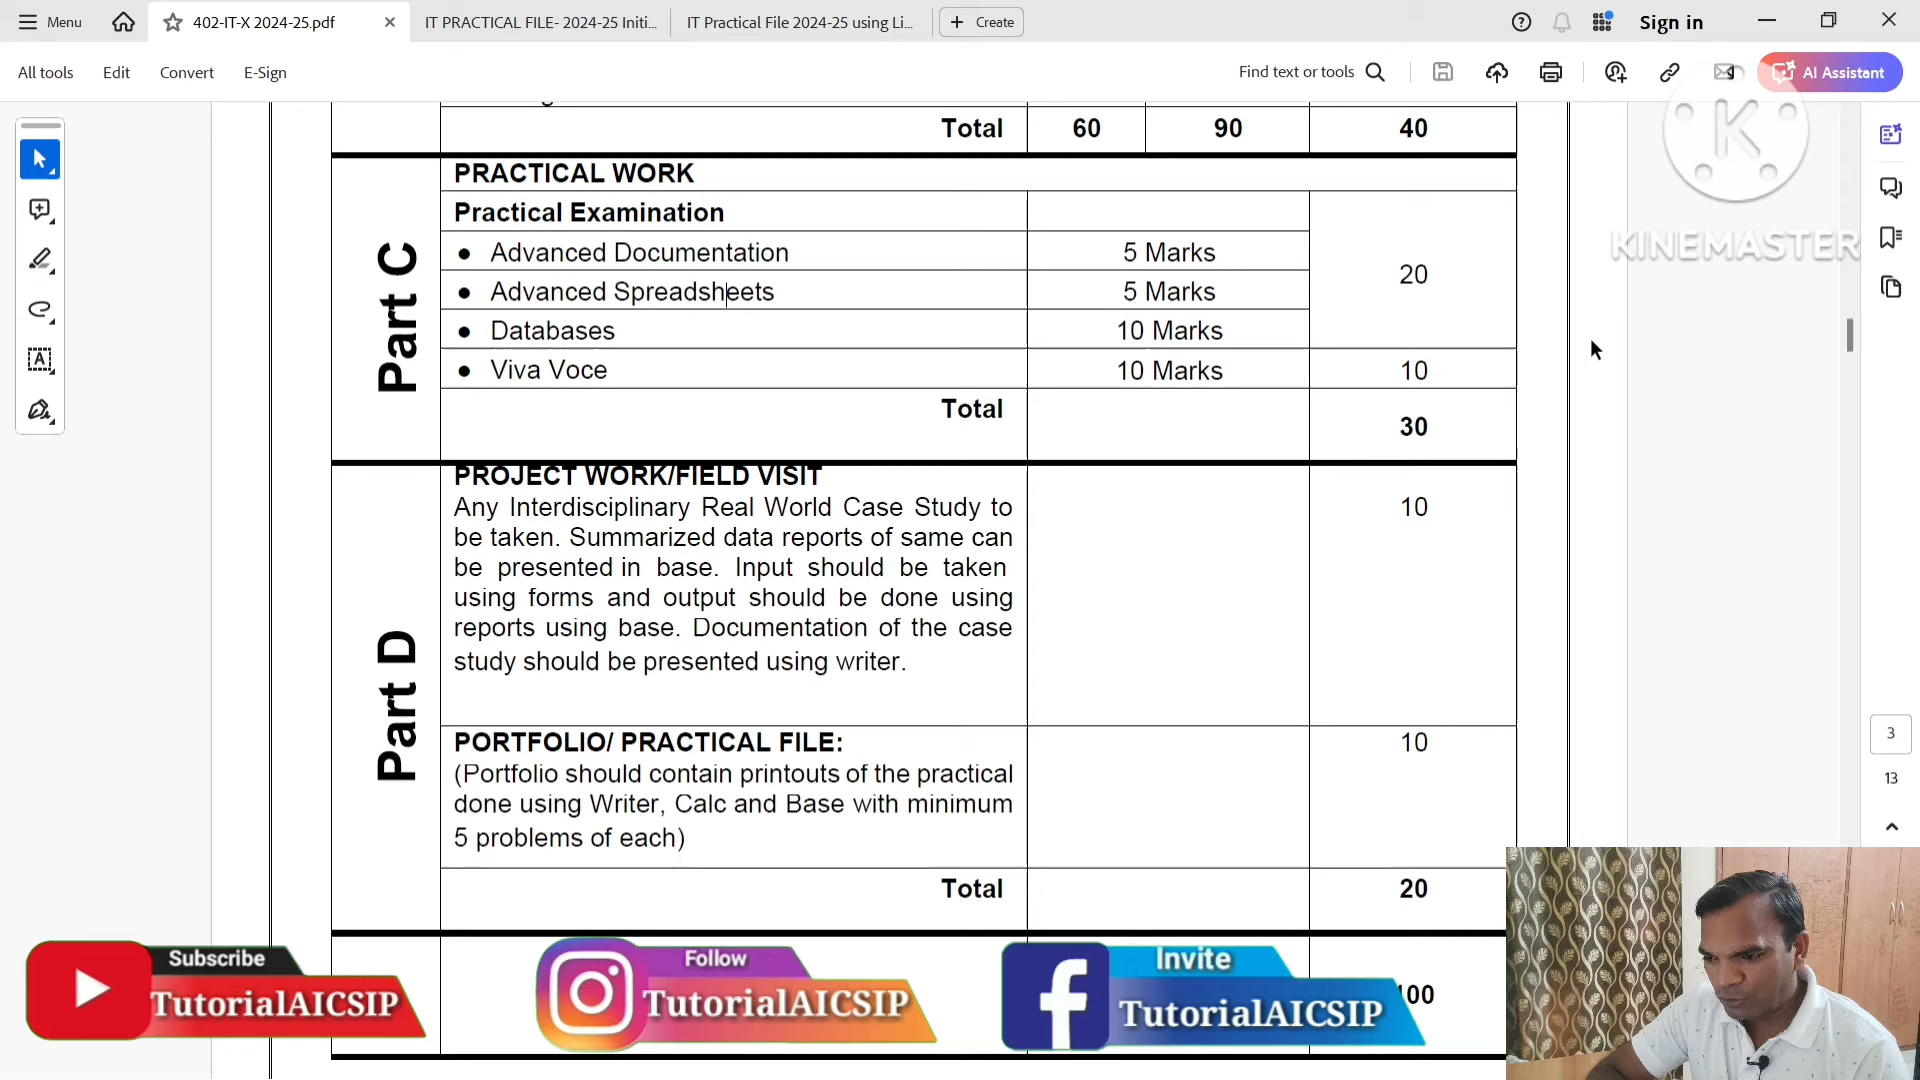 Menu
402-IT-X 2024-25.pdf
IT PRACTICAL FILE- 2024-25 Initi...
IT Practical File 2024-25 using Li...
Create
Sign in
All tools
Edit
Convert
E-Sign
Find text or tools
AI Assistant
Total 60 90 40
Part C
PRACTICAL WORK
Practical Examination
● Advanced Documentation 5 Marks
● Advanced Spreadsheets 5 Marks
20
● Databases 10 Marks
● Viva Voce 10 Marks 10
Total
30
Part D
PROJECT WORK/FIELD VISIT
Any Interdisciplinary Real World Case Study to 10
be taken. Summarized data reports of same can
be presented in base. Input should be taken
using forms and output should be done using
reports using base. Documentation of the case
study should be presented using writer.
PORTFOLIO/ PRACTICAL FILE: 10
(Portfolio should contain printouts of the practical
done using Writer, Calc and Base with minimum
5 problems of each)
Total 20
100
K
KINEMASTER
3
13
Subscribe
TutorialAICSIP
Follow
TutorialAICSIP
Invite
TutorialAICSIP